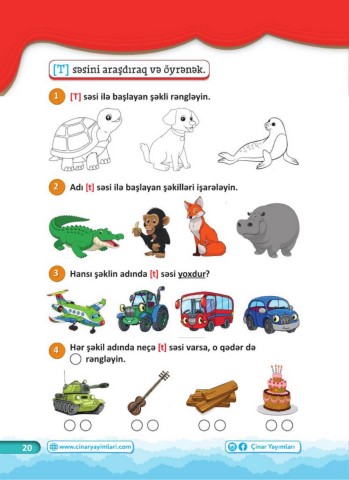 [T] səsini araşdıraq və öyrənək.
1 [T] səsi ilə başlayan şəkli rəngləyin.
2 Adı [t] səsi ilə başlayan şəkilləri işarələyin.
3 Hansı şəklin adında [t] səsi yoxdur?
4 Hər şəkil adında neçə [t] səsi varsa, o qədər də
rəngləyin.
20 www.cinaryayimlari.com Çinar Yayımları